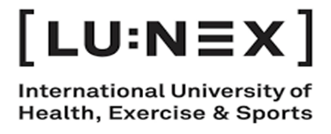 [LU:NEX]
International University of
Health, Exercise & Sports